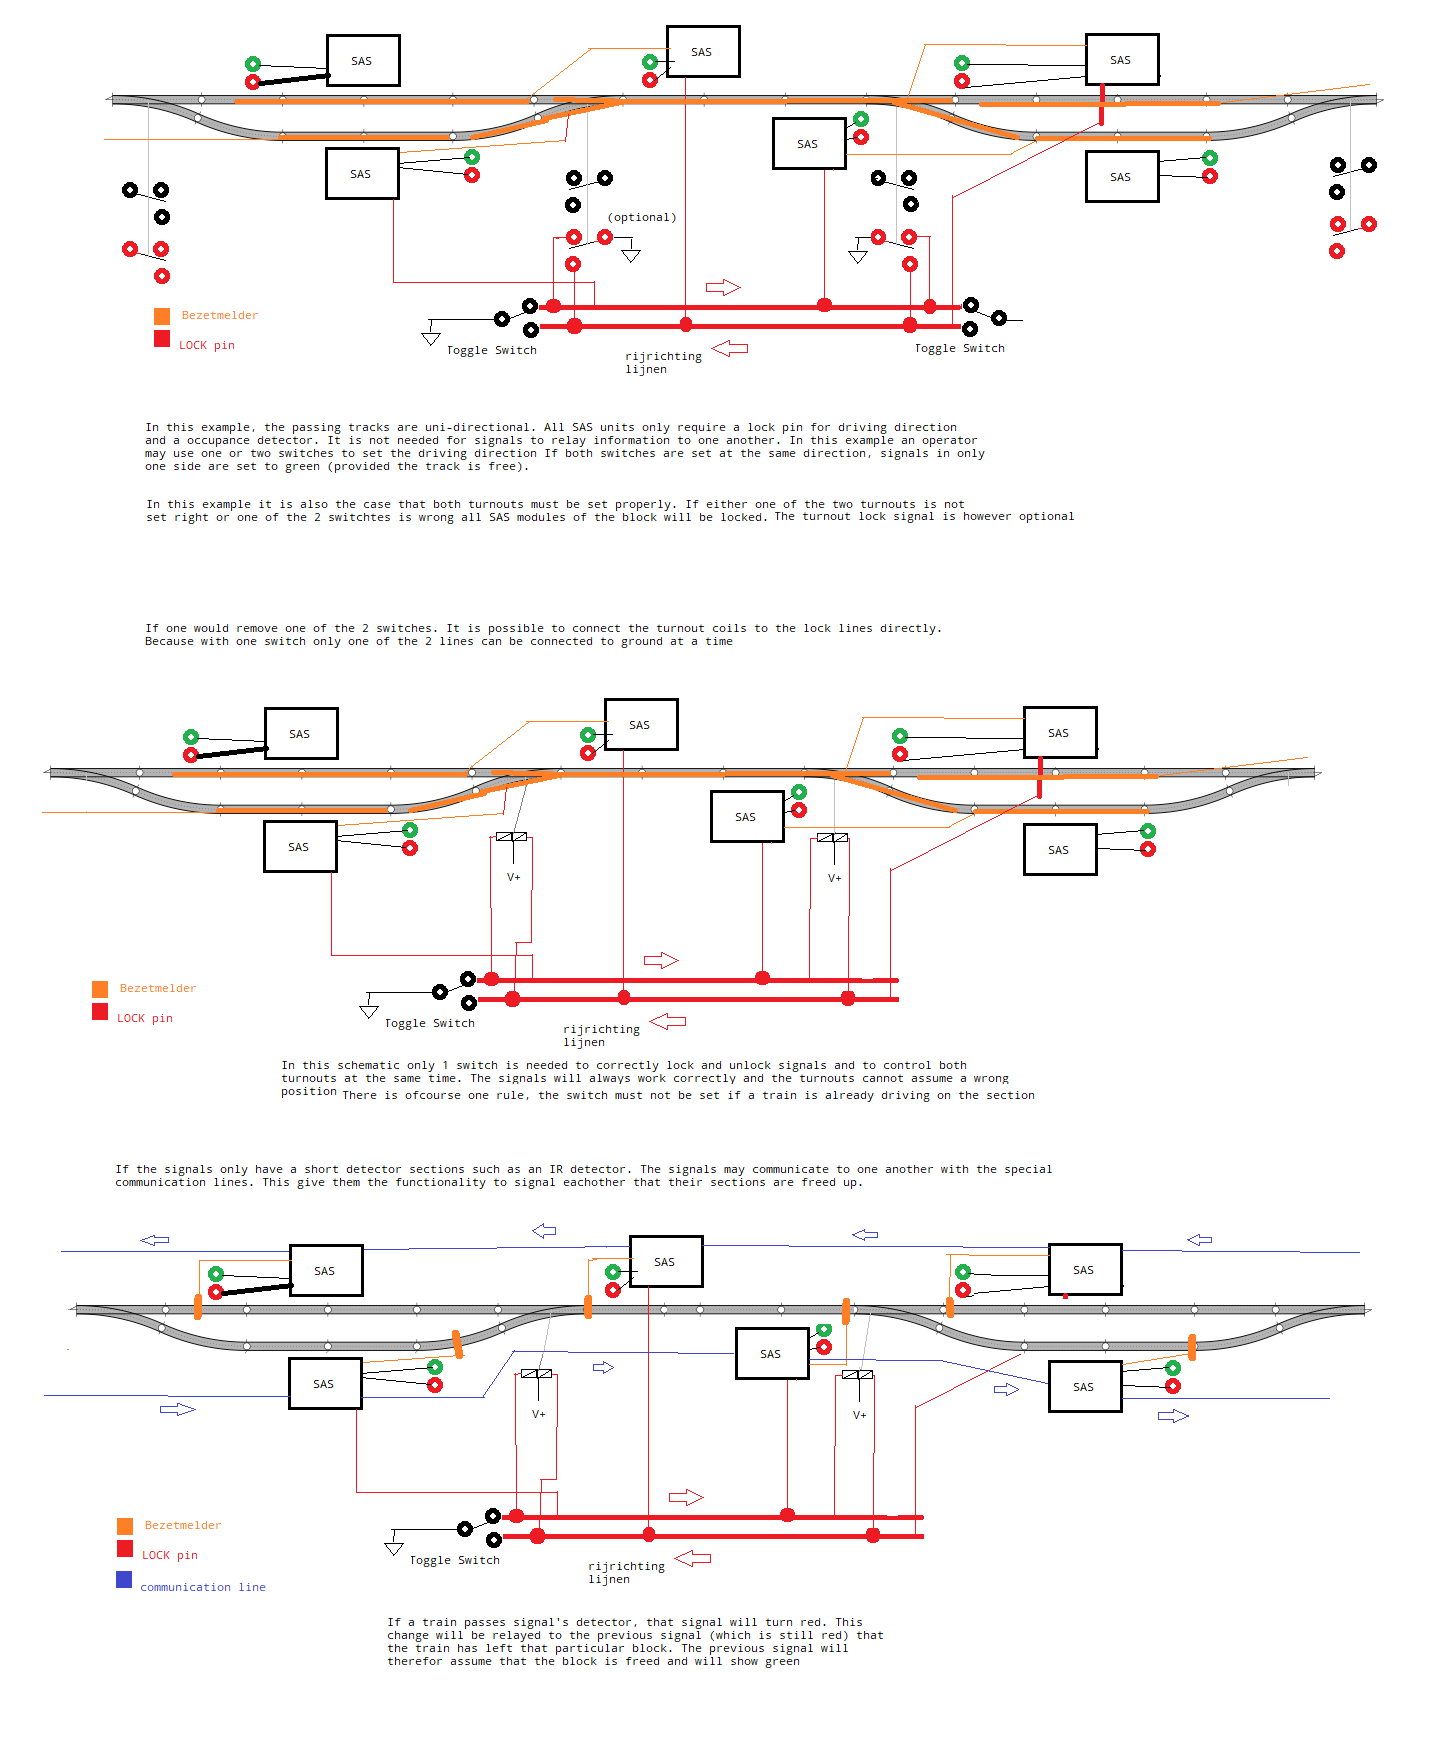 SAS
SAS
SAS
SAS
SAS
SAS
(optional)
Bezetmelder
LOCK pin
Toggle Switch
rijrichting
lijnen
Toggle Switch
In this example, the passing tracks are uni-directional. All SAS units only require a lock pin for driving direction
and a occupance detector. It is not needed for signals to relay information to one another. In this example an operator
may use one or two switches to set the driving direction If both switches are set at the same direction, signals in only
one side are set to green (provided the track is free).
In this example it is also the case that both turnouts must be set properly. If either one of the two turnouts is not
set right or one of the 2 switchtes is wrong all SAS modules of the block will be locked. The turnout lock signal is however optional
If one would remove one of the 2 switches. It is possible to connect the turnout coils to the lock lines directly.
Because with one switch only one of the 2 lines can be connected to ground at a time
SAS
SAS
SAS
SAS
SAS
SAS
V+
V+
Bezetmelder
LOCK pin
Toggle Switch
rijrichting
lijnen
In this schematic only 1 switch is needed to correctly lock and unlock signals and to control both
turnouts at the same time. The signals will always work correctly and the turnouts cannot assume a wrong
position There is ofcourse one rule, the switch must not be set if a train is already driving on the section
If the signals only have a short detector sections such as an IR detector. The signals may communicate to one another with the special
communication lines. This give them the functionality to signal eachother that their sections are freed up.
SAS
SAS
SAS
SAS
SAS
SAS
V+
V+
Bezetmelder
LOCK pin
communication line
Toggle Switch
rijrichting
lijnen
If a train passes signal's detector, that signal will turn red. This
change will be relayed to the previous signal (which is still red) that
the train has left that particular block. The previous signal will
therefor assume that the block is freed and will show green